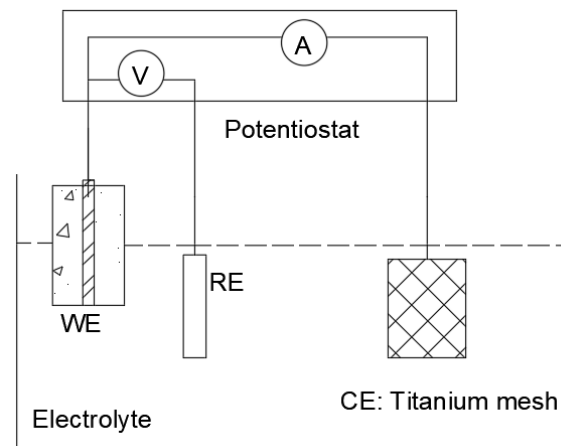 A
V
Potentiostat
RE
WE
CE: Titanium mesh
Electrolyte